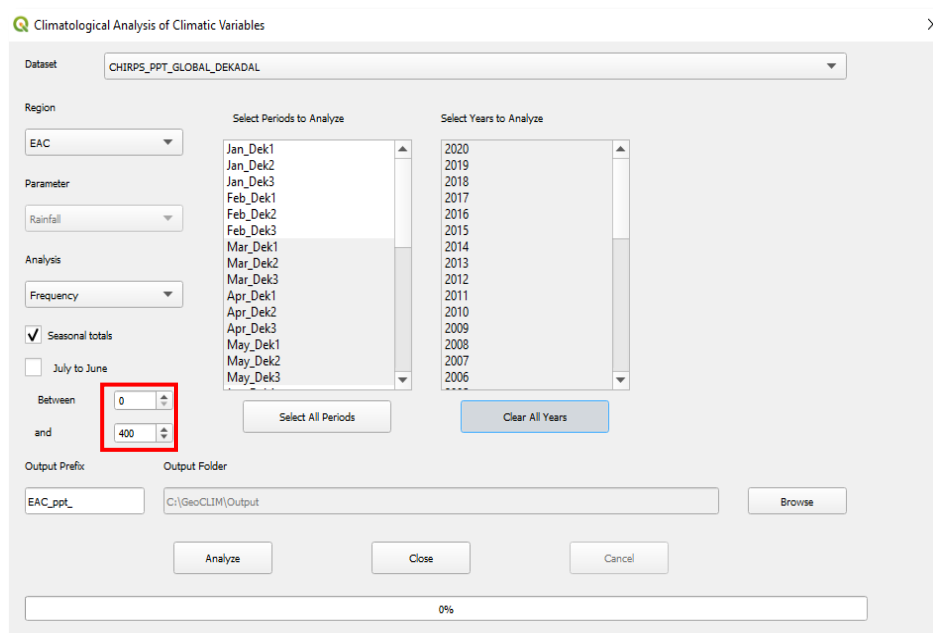 Climatological Analysis of Climatic Variables
Dataset
CHIRPS_PPT_GLOBAL_DEKADAL
Region
EAC
Parameter
Rainfall
Analysis
Frequency
Seasonal totals
July to June
Between
0
and
400
Select Periods to Analyze
Jan_Dek1
Jan_Dek2
Jan_Dek3
Feb_Dek1
Feb_Dek2
Feb_Dek3
Mar_Dek1
Mar_Dek2
Mar_Dek3
Apr_Dek1
Apr_Dek2
Apr_Dek3
May_Dek1
May_Dek2
May_Dek3
Select All Periods
Select Years to Analyze
2020
2019
2018
2017
2016
2015
2014
2013
2012
2011
2010
2009
2008
2007
2006
Clear All Years
Output Prefix
EAC_ppt_
Output Folder
C:\GeoCLIM\Output
Browse
Analyze
Close
Cancel
0%